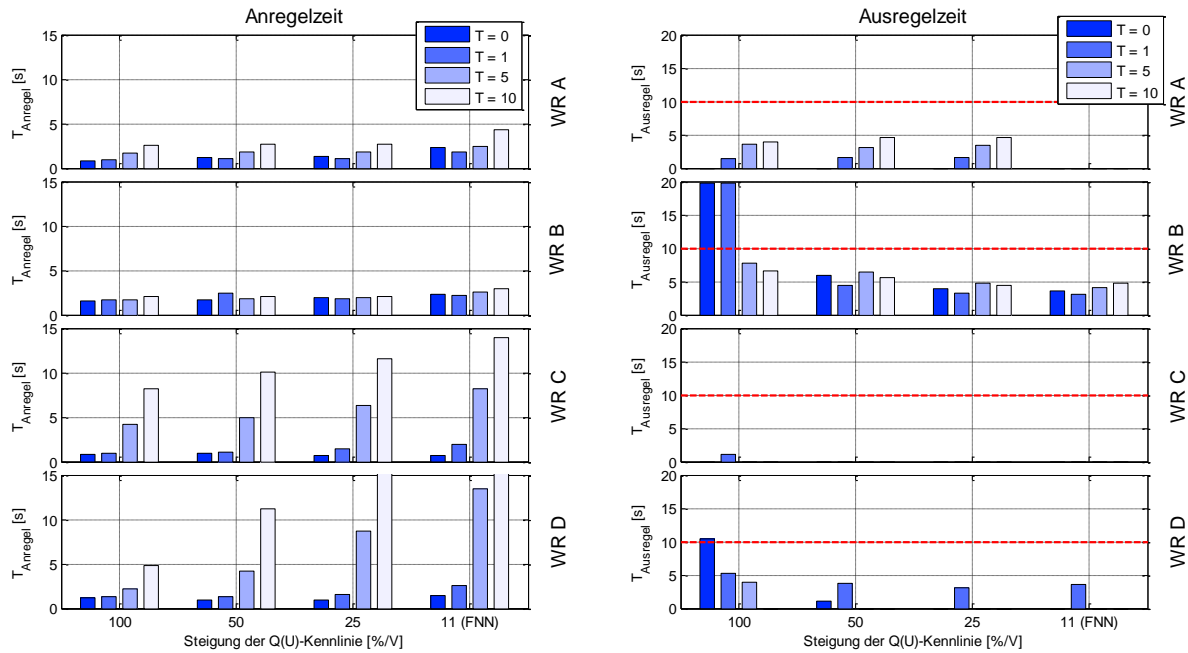 Anregelzeit
15
10
5
0
T_Anregel [s]
T = 0
T = 1
T = 5
T = 10
WR A
15
10
5
0
T_Anregel [s]
WR B
15
10
5
0
T_Anregel [s]
WR C
15
10
5
0
T_Anregel [s]
WR D
100
50
25
11 (FNN)
Steigung der Q(U)-Kennlinie [%/V]
Ausregelzeit
20
15
10
5
0
T_Ausregel [s]
T = 0
T = 1
T = 5
T = 10
WR A
20
15
10
5
0
T_Ausregel [s]
WR B
20
15
10
5
0
T_Ausregel [s]
WR C
20
15
10
5
0
T_Ausregel [s]
WR D
100
50
25
11 (FNN)
Steigung der Q(U)-Kennlinie [%/V]